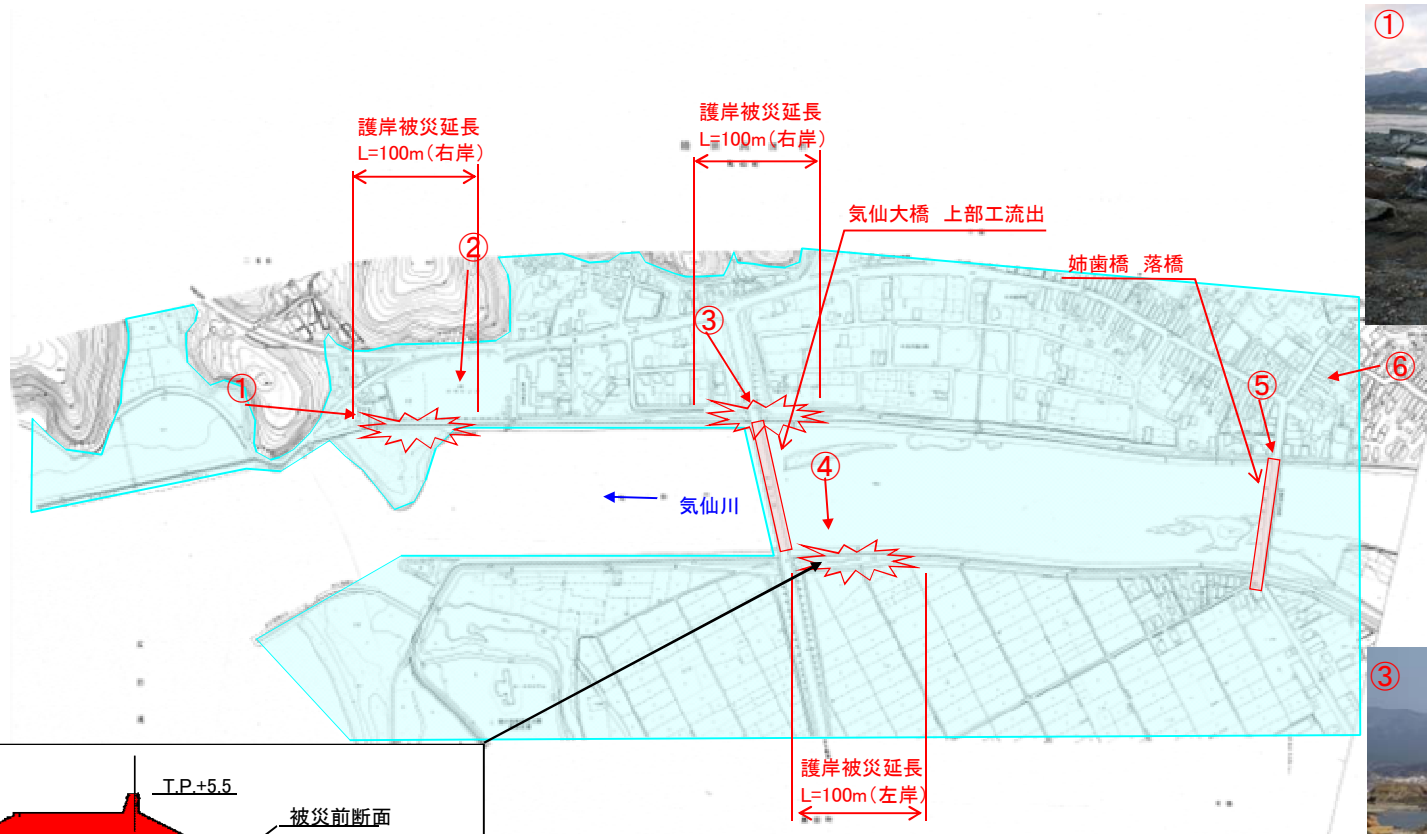 ①
護岸被災延長
L=100m(右岸)
護岸被災延長
L=100m(右岸)
気仙大橋 上部工流出
②
姉歯橋 落橋
③
⑥
①
⑤
④
気仙川
③
護岸被災延長
L=100m(左岸)
T.P.+5.5
被災前断面